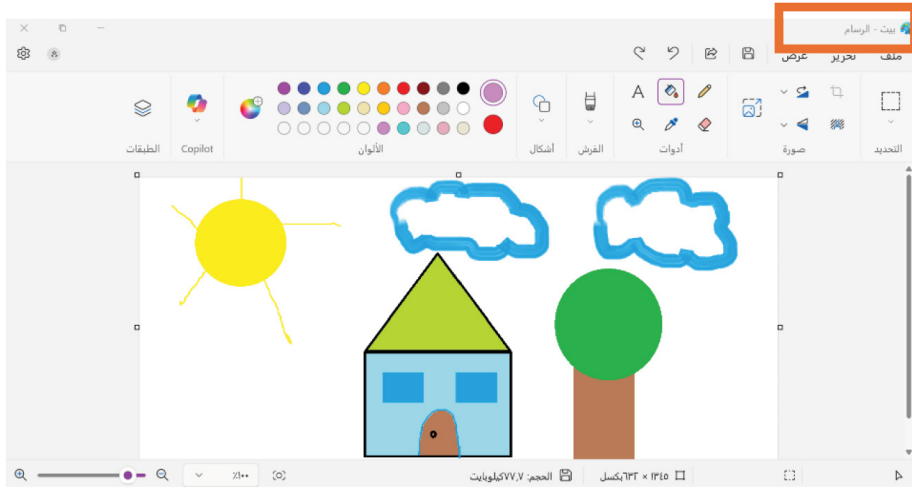 بيت - الرسام
ملف تحرير عرض
A
التحديد صورة أدوات الفرش أشكال الألوان Copilot الطبقات
١٣٤٥ × ٦٣٢بكسل الحجم: ٧٧,٧كيلوبايت ٪١٠٠